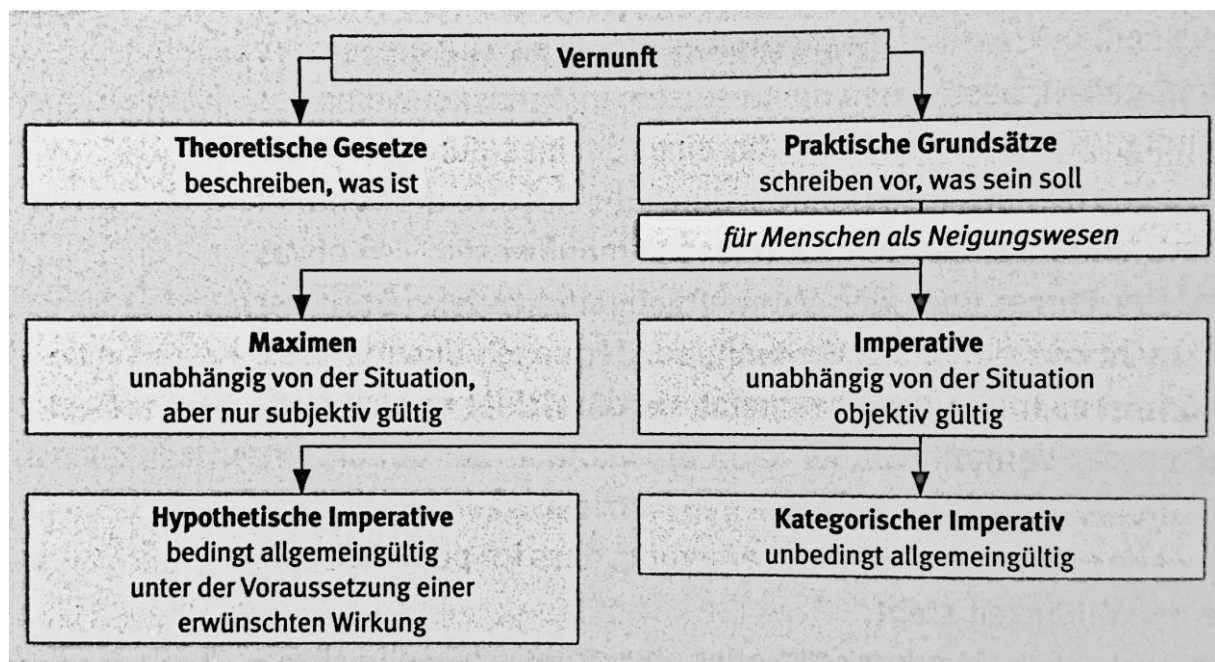 Vernunft
Theoretische Gesetze
beschreiben, was ist
Praktische Grundsätze
schreiben vor, was sein soll
für Menschen als Neigungswesen
Maximen
unabhängig von der Situation,
aber nur subjektiv gültig
Imperative
unabhängig von der Situation
objektiv gültig
Hypothetische Imperative
bedingt allgemeingültig
unter der Voraussetzung einer
erwünschten Wirkung
Kategorischer Imperativ
unbedingt allgemeingültig